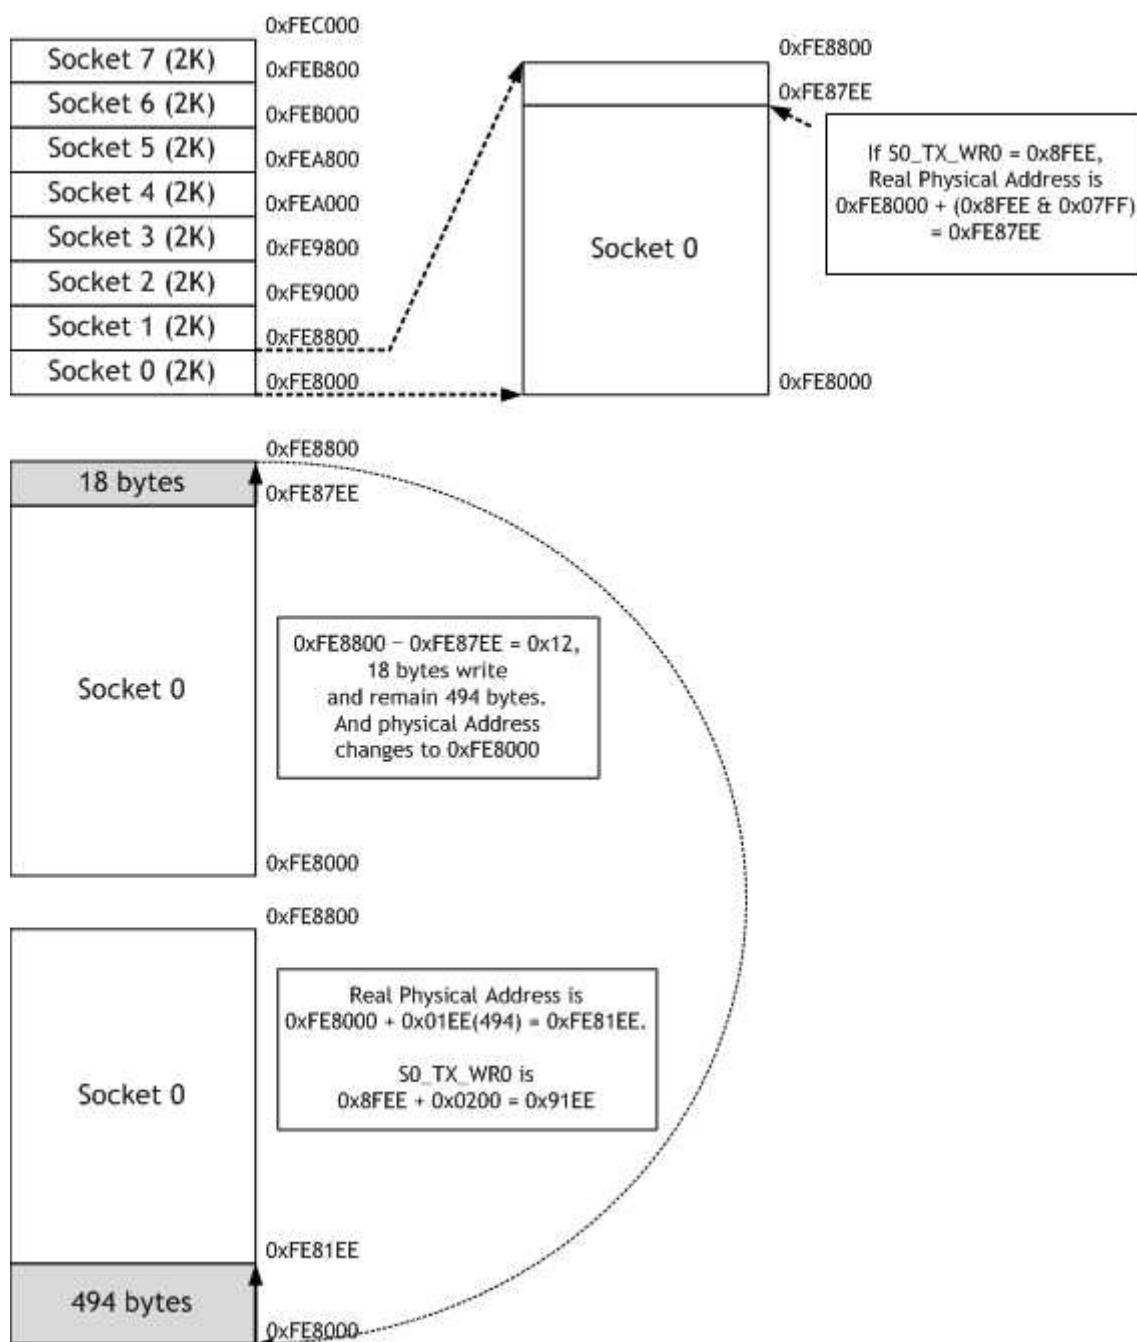 0xFEC000
Socket 7 (2K)
0xFEB800
Socket 6 (2K)
0xFEB000
Socket 5 (2K)
0xFEA800
Socket 4 (2K)
0xFEA000
Socket 3 (2K)
0xFE9800
Socket 2 (2K)
0xFE9000
Socket 1 (2K)
0xFE8800
Socket 0 (2K)
0xFE8000
0xFE8800
0xFE87EE
Socket 0
0xFE8000
If S0_TX_WR0 = 0x8FEE,
Real Physical Address is
0xFE8000 + (0x8FEE & 0x07FF)
= 0xFE87EE
0xFE8800
18 bytes
0xFE87EE
Socket 0
0xFE8800 – 0xFE87EE = 0x12,
18 bytes write
and remain 494 bytes.
And physical Address
changes to 0xFE8000
0xFE8000
0xFE8800
Socket 0
Real Physical Address is
0xFE8000 + 0x01EE(494) = 0xFE81EE.
S0_TX_WR0 is
0x8FEE + 0x0200 = 0x91EE
0xFE81EE
494 bytes
0xFE8000